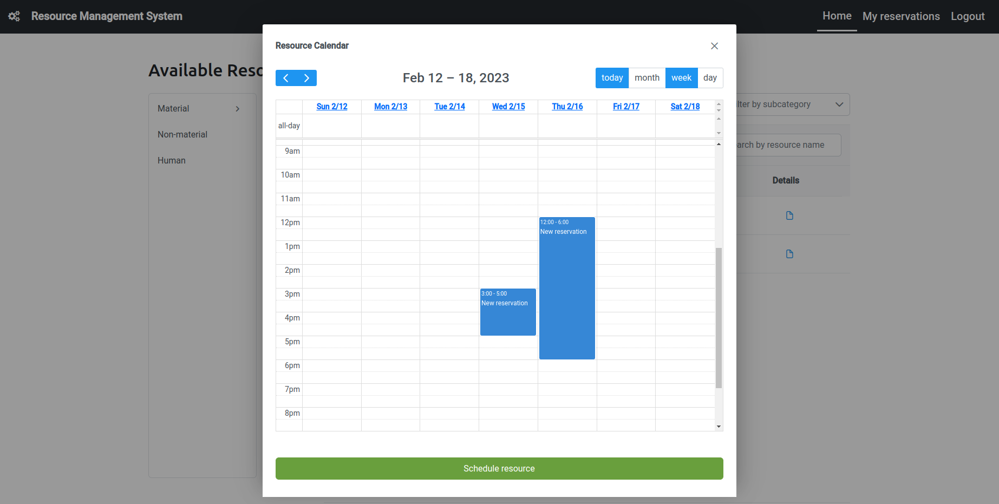 Resource Management System
Home My reservations Logout
Available Reso
Material
Non-material
Human
Resource Calendar
Feb 12 – 18, 2023
today month week day
Sun 2/12 Mon 2/13 Tue 2/14 Wed 2/15 Thu 2/16 Fri 2/17 Sat 2/18
all-day
9am
10am
11am
12pm
12:00 - 6:00
New reservation
1pm
2pm
3pm
3:00 - 5:00
New reservation
4pm
5pm
6pm
7pm
8pm
Schedule resource
lter by subcategory
arch by resource name
Details